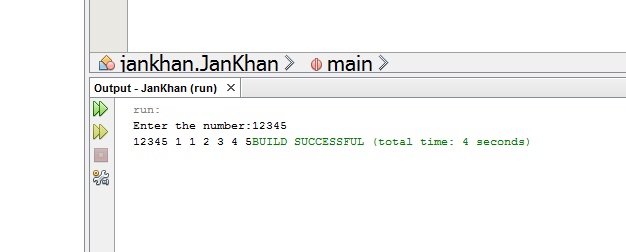 jankhan.JanKhan main
Output - JanKhan (run)
run:
Enter the number:12345
12345 1 1 2 3 4 5BUILD SUCCESSFUL (total time: 4 seconds)